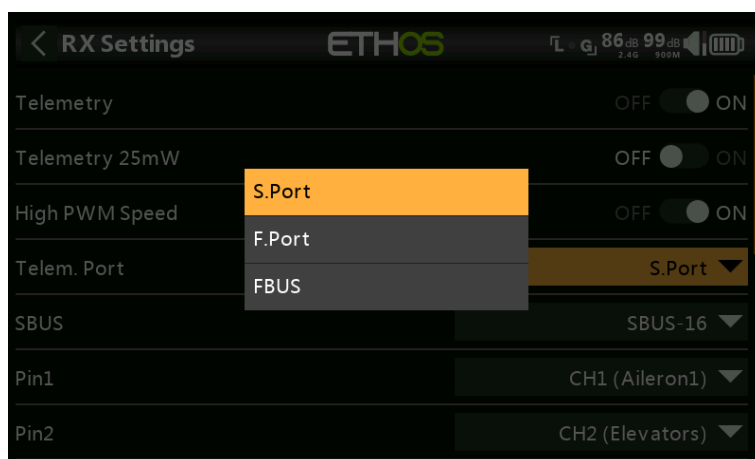 RX Settings ETHOS L G 86dB 2.4G 99dB 900M
Telemetry OFF ON
Telemetry 25mW OFF ON
High PWM Speed OFF ON
S.Port
F.Port
FBUS
Telem. Port S.Port
SBUS SBUS-16
Pin1 CH1 (Aileron1)
Pin2 CH2 (Elevators)